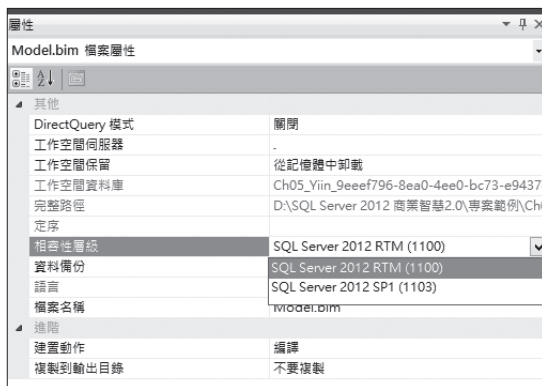 屬性
Model.bim 檔案屬性
其他
DirectQuery 模式 關閉
工作空間伺服器 .
工作空間保留 從記憶體中卸載
工作空間資料庫 Ch05_Yiin_9eeef796-8ea0-4ee0-bc73-e9437
完整路徑 D:\SQL Server 2012 商業智慧2.0\專案範例\Ch
定序
相容性層級 SQL Server 2012 RTM (1100)
資料備份 SQL Server 2012 RTM (1100)
語言 SQL Server 2012 SP1 (1103)
檔案名稱 Model.bim
進階
建置動作 編譯
複製到輸出目錄 不要複製